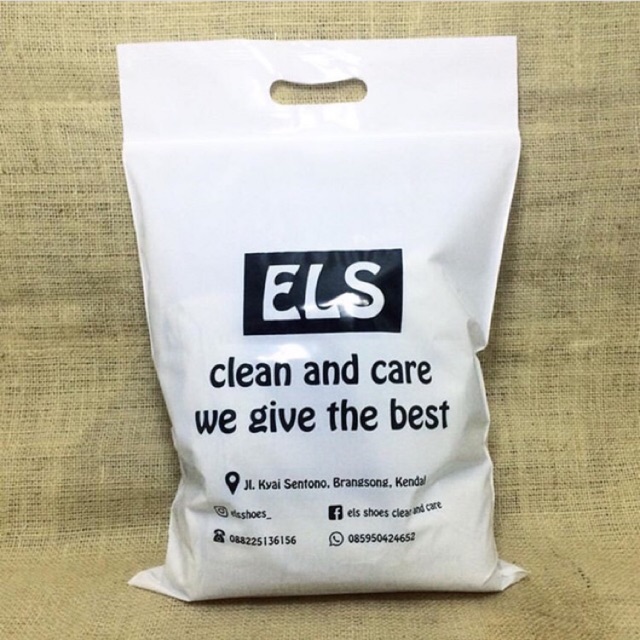 ELS
clean and care
we give the best
Jl. Kyai Sentono, Brangsong, Kendal
elsshoes_ els shoes clean and care
088225136156 085950424652